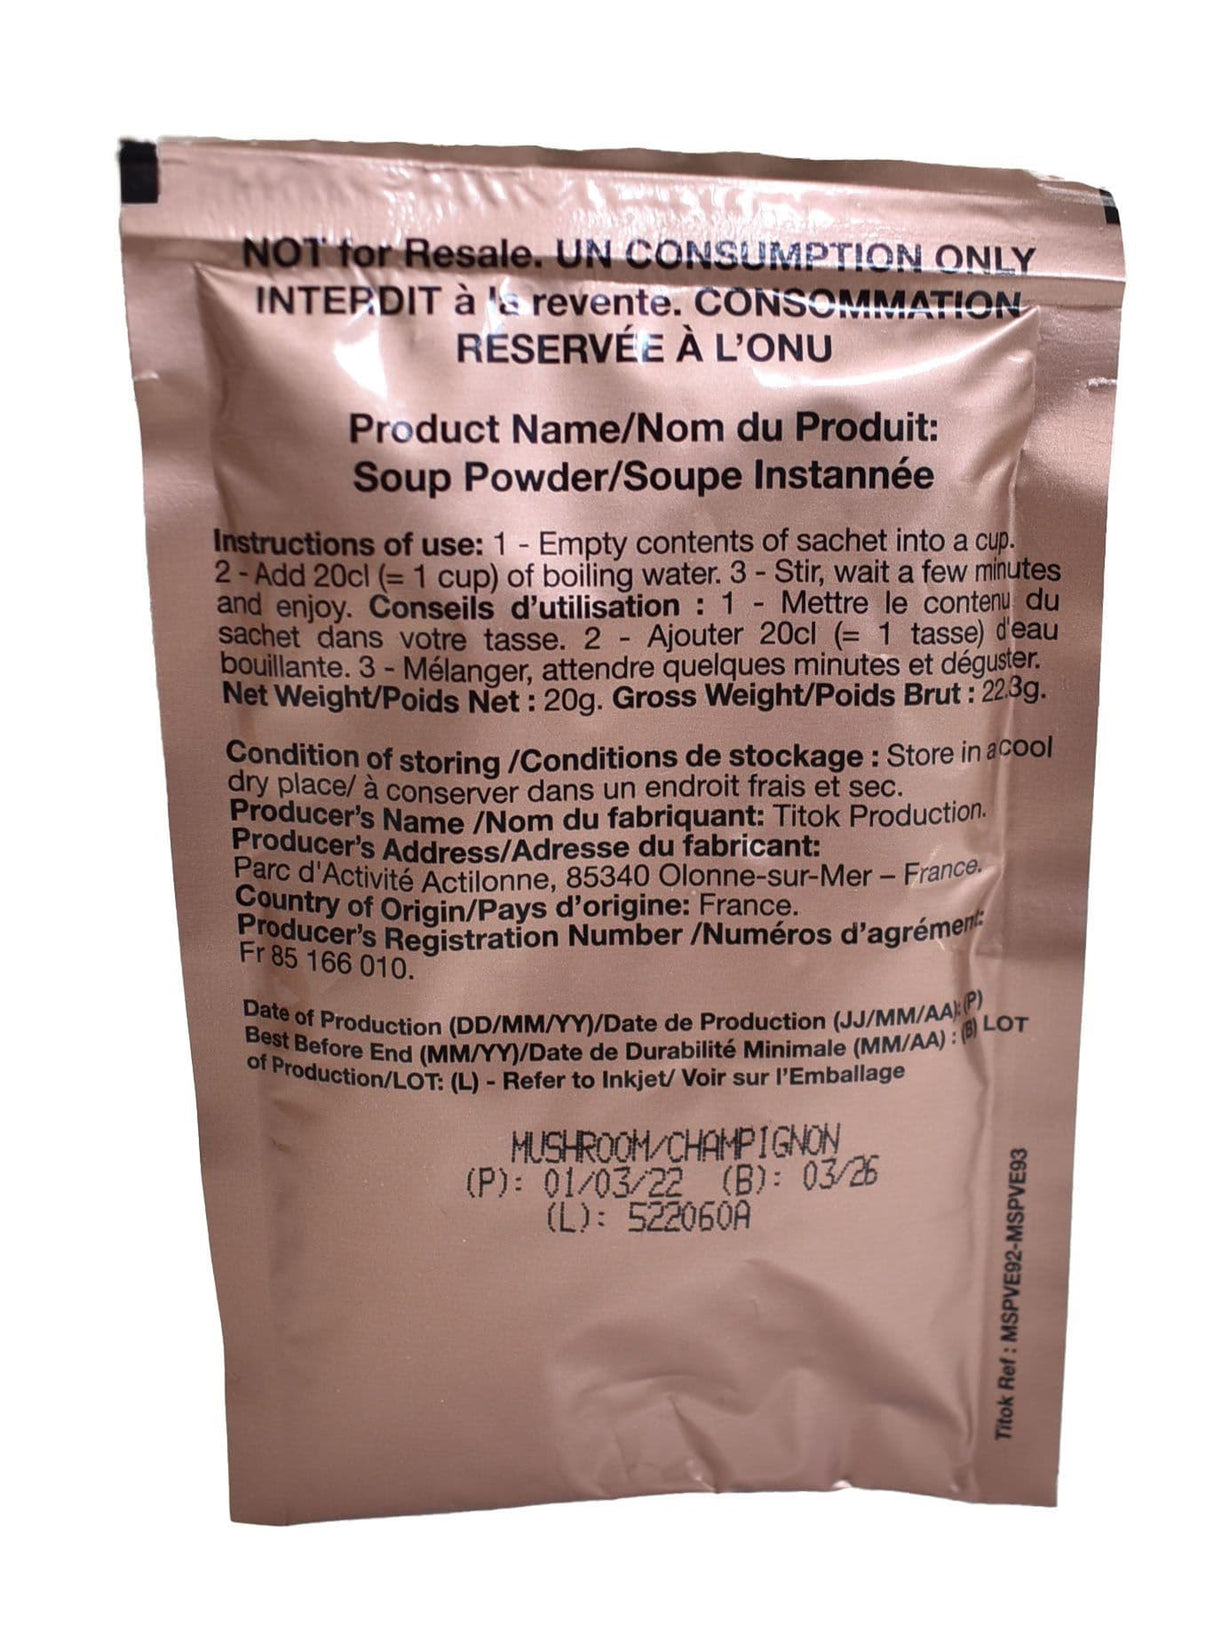 NOT for Resale. UN CONSUMPTION ONLY
INTERDIT à la revente. CONSOMMATION
RESERVÉE À L'ONU
Product Name/Nom du Produit:
Soup Powder/Soupe Instannée
Instructions of use: 1 - Empty contents of sachet into a cup.
2 - Add 20cl (= 1 cup) of boiling water. 3 - Stir, wait a few minutes
and enjoy. Conseils d'utilisation : 1 - Mettre le contenu du
sachet dans votre tasse. 2 - Ajouter 20cl (= 1 tasse) d'eau
bouillante. 3 - Mélanger, attendre quelques minutes et déguster.
Net Weight/Poids Net : 20g. Gross Weight/Poids Brut : 22.3g.
Condition of storing /Conditions de stockage : Store in a cool
dry place/ à conserver dans un endroit frais et sec.
Producer's Name /Nom du fabriquant: Titok Production.
Producer's Address/Adresse du fabricant:
Parc d'Activité Actilonne, 85340 Olonne-sur-Mer – France.
Country of Origin/Pays d'origine: France.
Producer's Registration Number /Numéros d'agrément:
Fr 85 166 010.
Date of Production (DD/MM/YY)/Date de Production (JJ/MM/AA): (P)
Best Before End (MM/YY)/Date de Durabilité Minimale (MM/AA) : (B) LOT
of Production/LOT: (L) - Refer to Inkjet/ Voir sur l'Emballage
MUSHROOM/CHAMPIGNON
(P): 01/03/22 (B): 03/26
(L): 522060A
Titok Ref : MSPVE92-MSPVE93